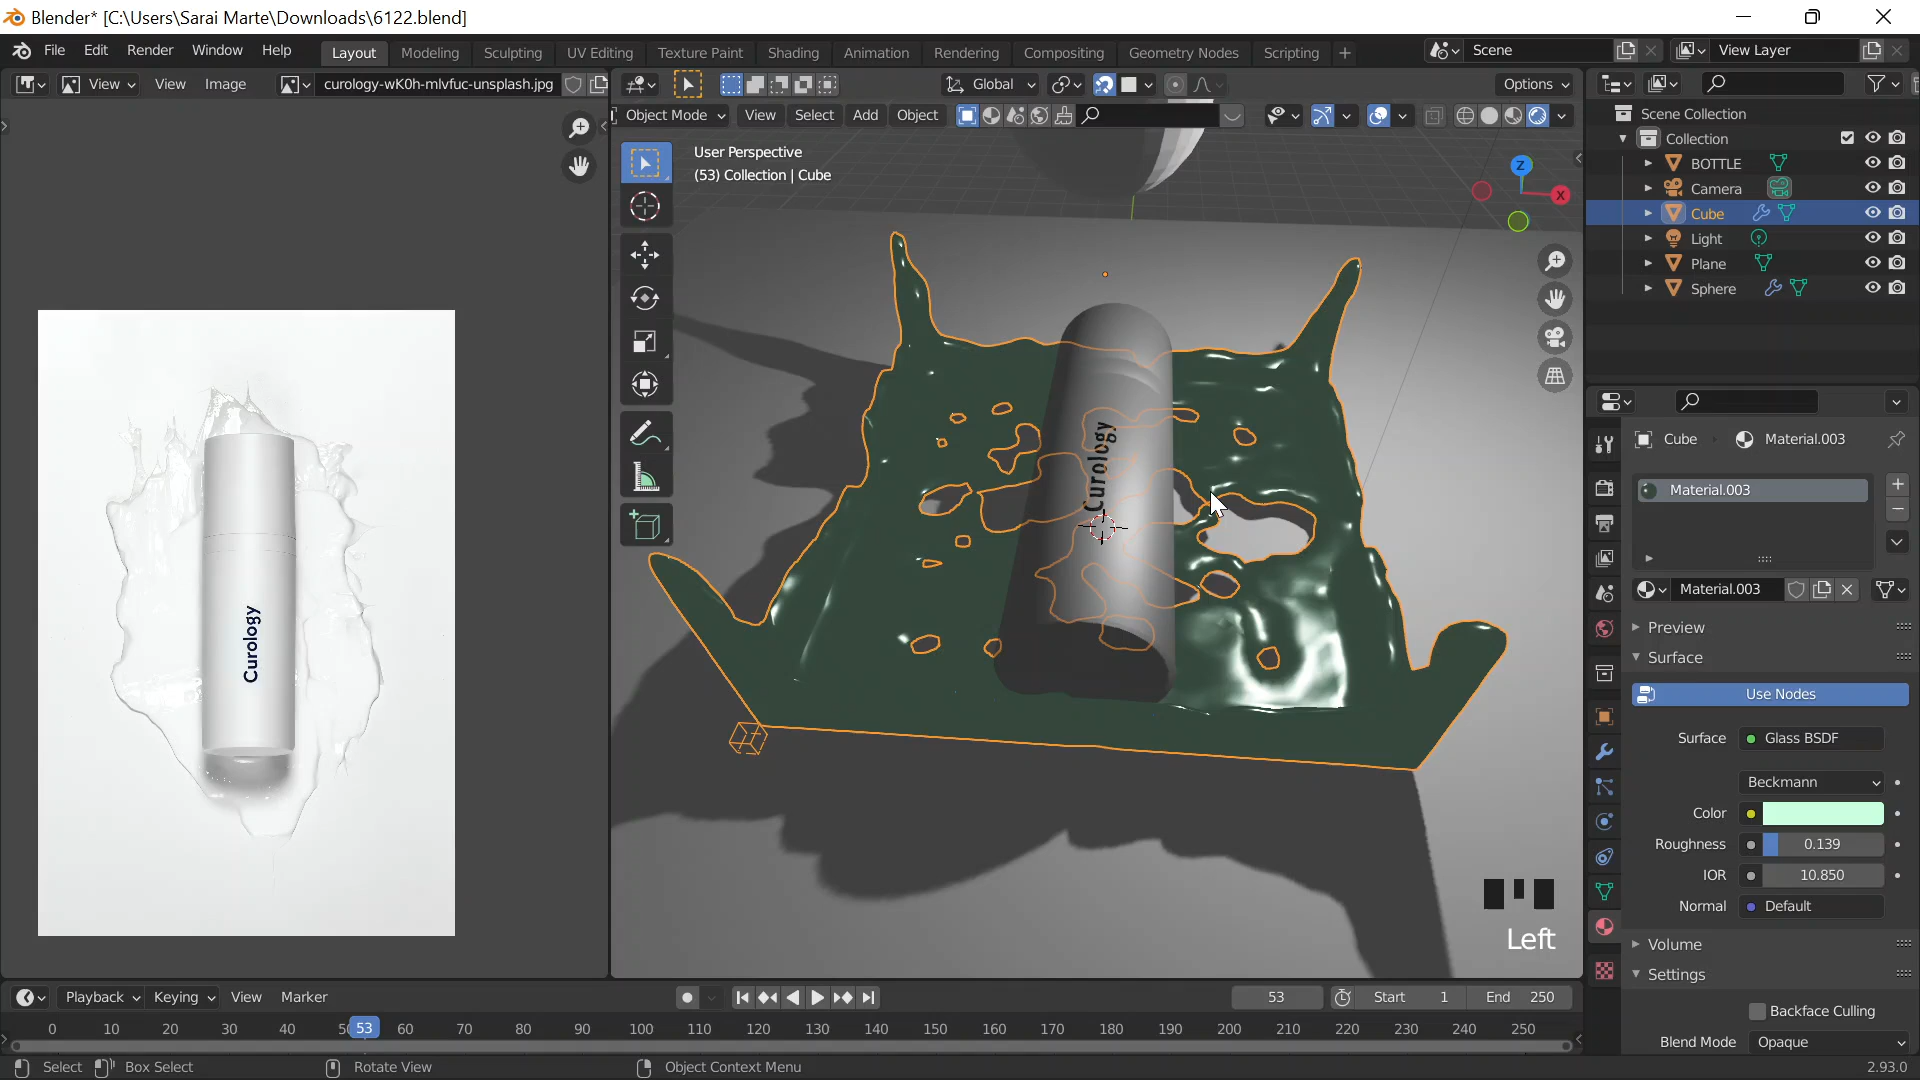 Blender* [C:\Users\Sarai Marte\Downloads\6122.blend]
File Edit Render Window Help
Layout Modeling Sculpting UV Editing Texture Paint Shading Animation Rendering Compositing Geometry Nodes Scripting
Scene
View Layer
View View Image curology-wK0h-mlvfuc-unsplash.jpg
Global
Options
Object Mode View Select Add Object
User Perspective
(53) Collection | Cube
Z
X
Scene Collection
Collection
BOTTLE
Camera
Cube
Light
Plane
Sphere
Curology
Curology
Cube Material.003
Material.003
Material.003
Preview
Surface
Use Nodes
Surface Glass BSDF
Beckmann
Color
Roughness 0.139
IOR 10.850
Normal Default
Volume
Settings
Backface Culling
Blend Mode Opaque
Left
Playback Keying View Marker
53 Start 1 End 250
0 10 20 30 40 50 53 60 70 80 90 100 110 120 130 140 150 160 170 180 190 200 210 220 230 240 250
Select Box Select Rotate View Object Context Menu 2.93.0